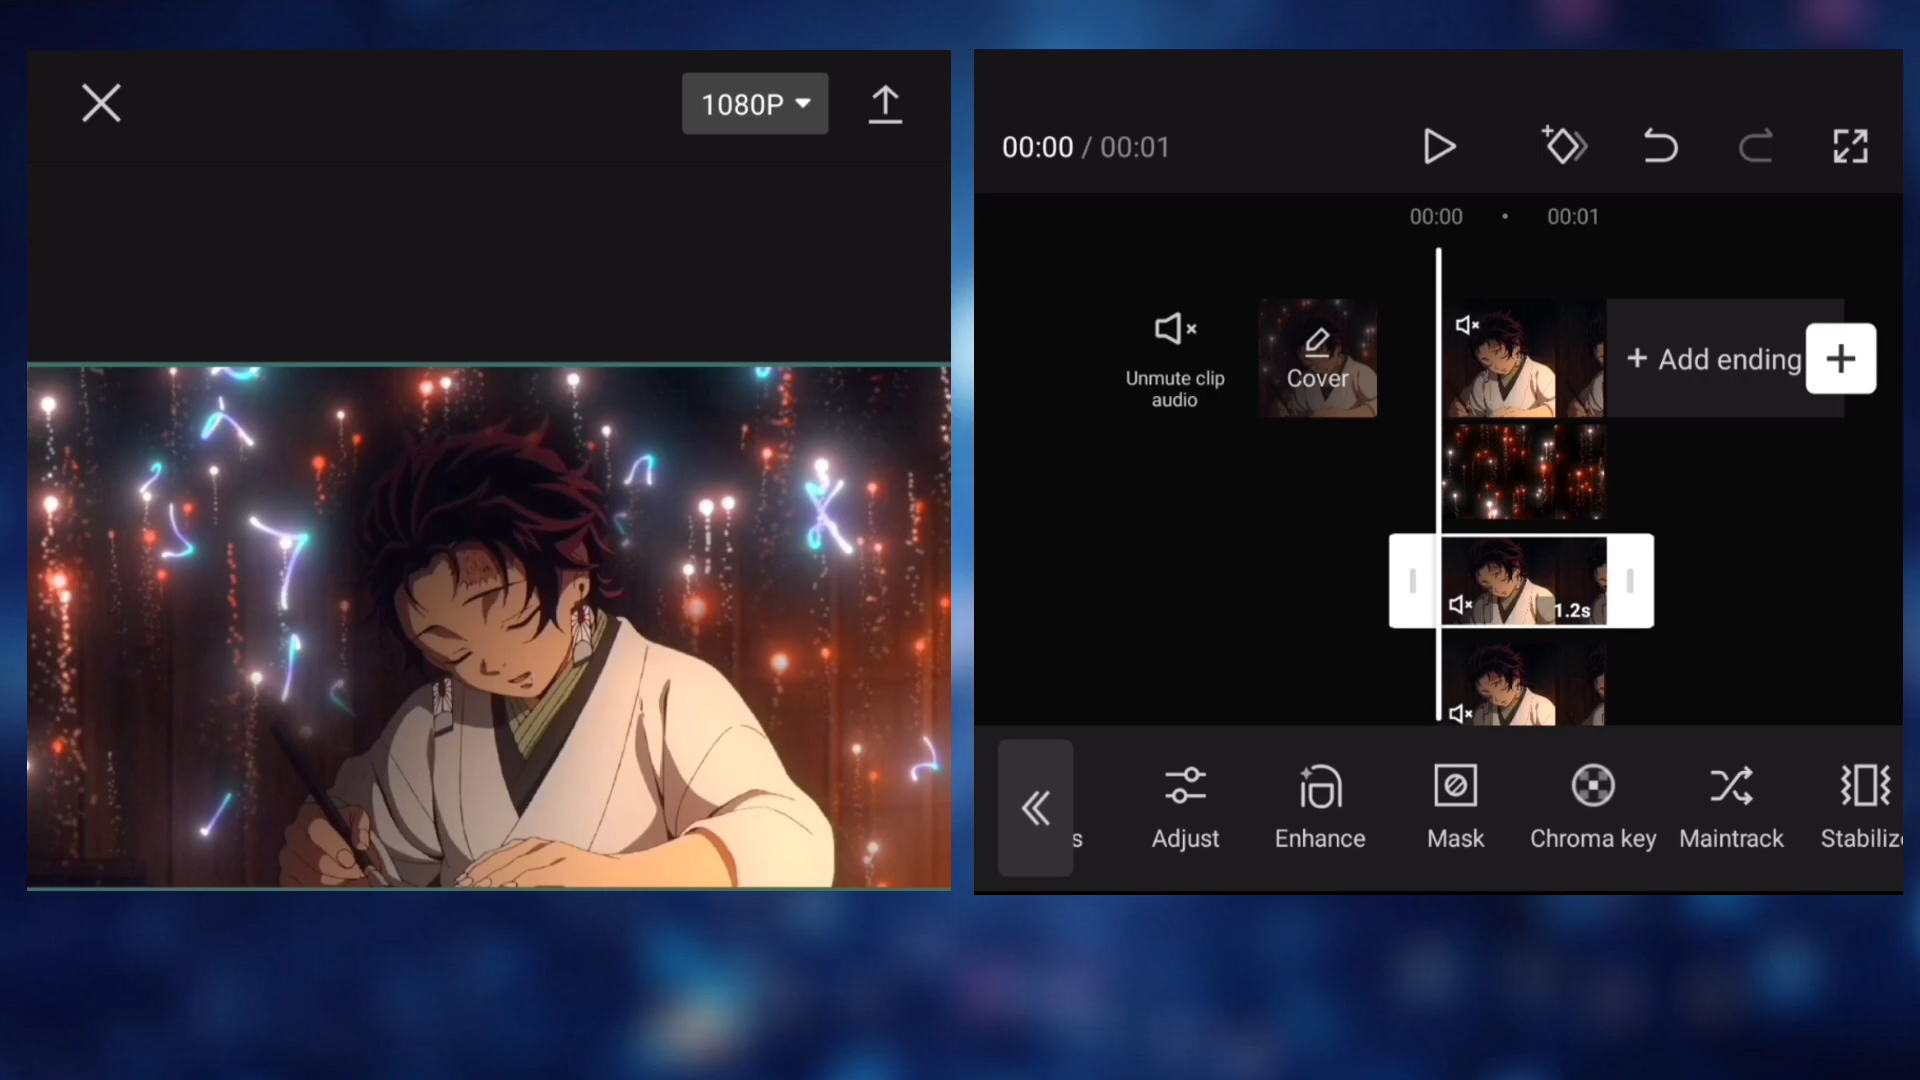 1080P
00:00 / 00:01
00:00 • 00:01
Unmute clip
audio
Cover
+ Add ending
1.2s
s
Adjust
Enhance
Mask
Chroma key
Maintrack
Stabiliz